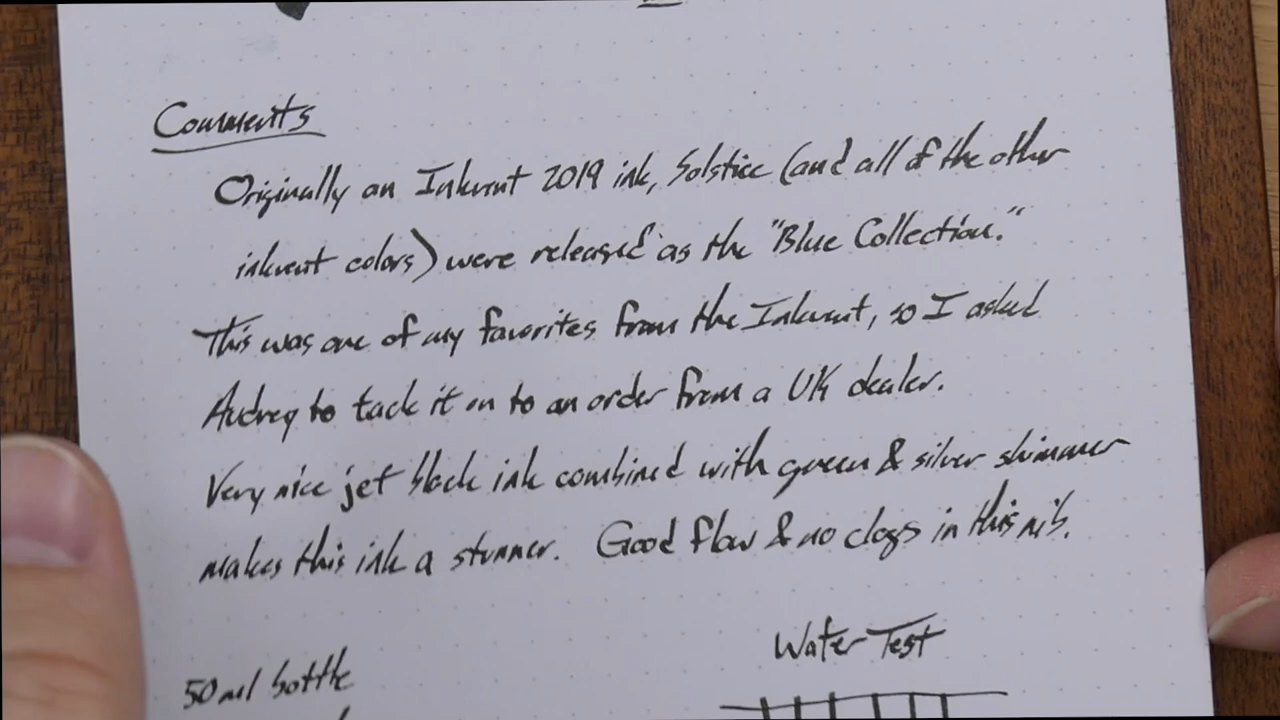 Comments
Originally an Inkvent 2019 ink, Solstice (and all of the other
inkvent colors) were released as the "Blue Collection."
This was one of my favorites from the Inkvent, so I asked
Audrey to tack it on to an order from a UK dealer.
Very nice jet black ink combined with green & silver shimmer
makes this ink a stunner. Good flow & no clogs in this nib.
Water Test
50ml bottle